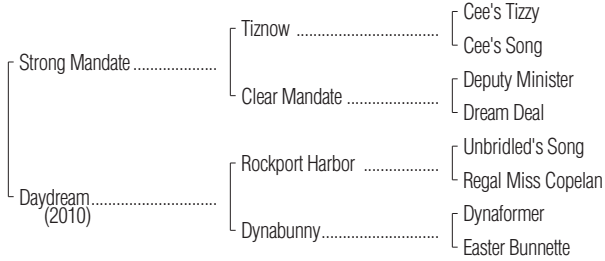 Cee's Tizzy
Tiznow ........................................
Cee's Song
Strong Mandate .......................
Deputy Minister
Clear Mandate .........................
Dream Deal
Unbridled's Song
Rockport Harbor ....................
Regal Miss Copelan
Daydream...................................
(2010)
Dynaformer
Dynabunny................................
Easter Bunnette